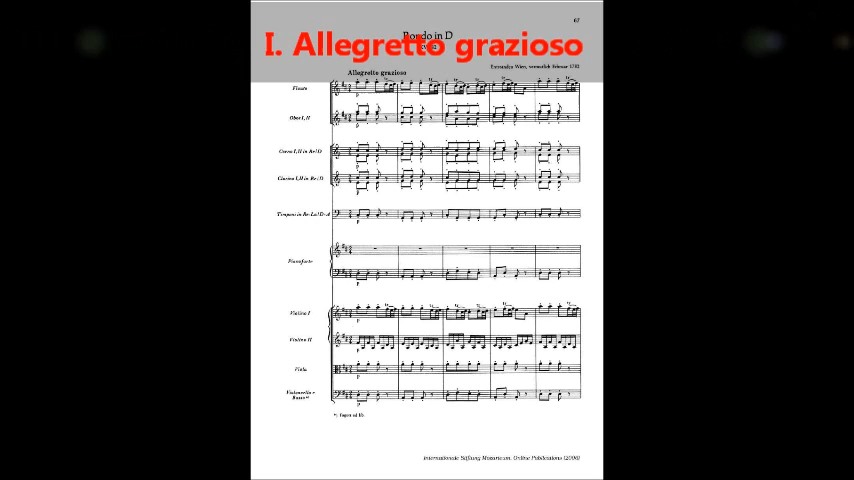 67
Rondo in D
I. Allegretto grazioso
Entstanden Wien, vermutlich Februar 1782
Allegretto grazioso
Flauto
Oboi I, II
Corno I, II in Re/D
Clarino I, II in Re/D
Timpani in Re-La/D-A
Pianoforte
Violino I
Violino II
Viola
Violoncello e
Basso*)
*) Fagott ad lib.
Internationale Stiftung Mozarteum, Online Publications (2006)